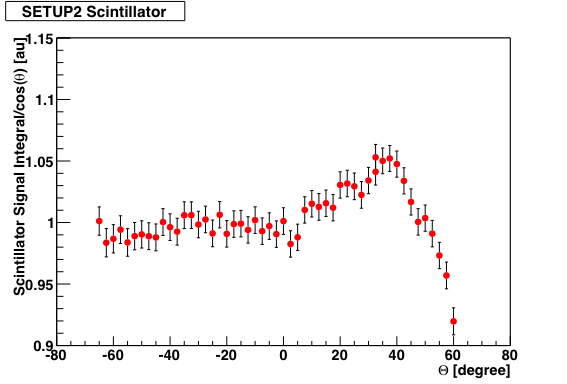 SETUP2 Scintillator
Scintillator Signal Integral/cos(θ) [au]
1.15
1.1
1.05
1
0.95
0.9
-80 -60 -40 -20 0 20 40 60 80
Θ [degree]